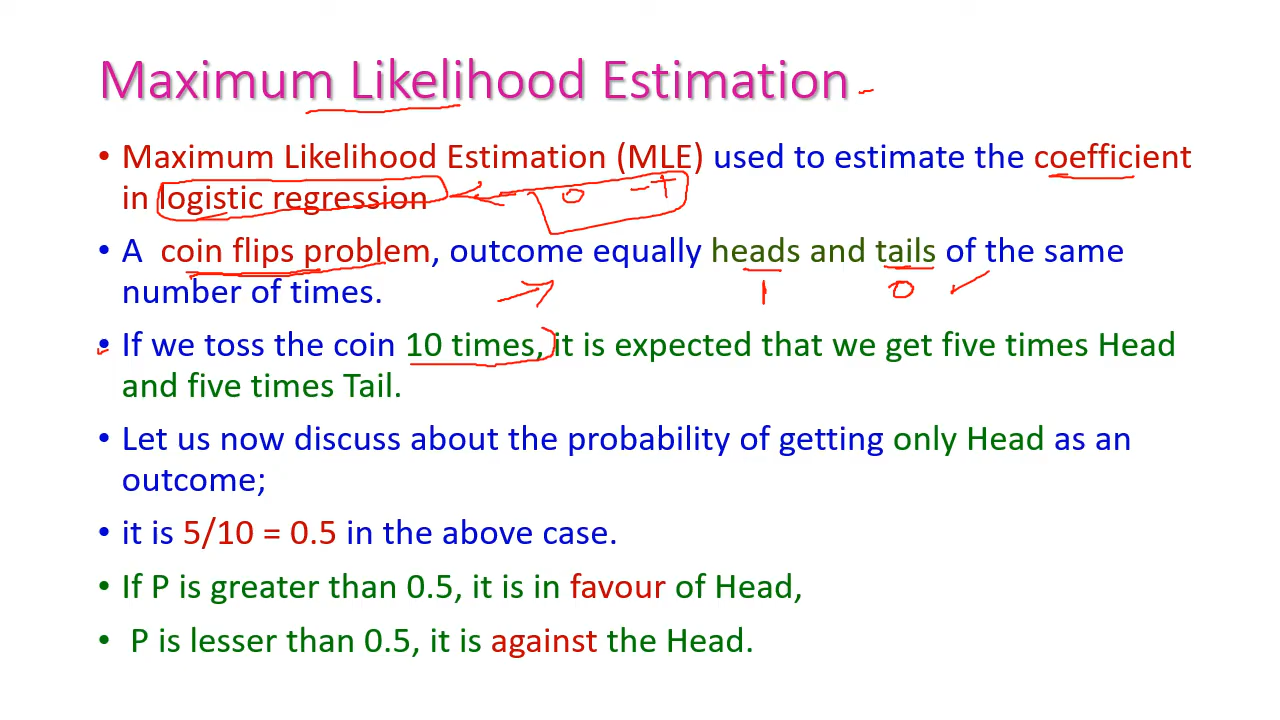 Maximum Likelihood Estimation
• Maximum Likelihood Estimation (MLE) used to estimate the coefficient
in logistic regression
0 - +
• A coin flips problem, outcome equally heads and tails of the same
number of times.
1 0
• If we toss the coin 10 times, it is expected that we get five times Head
and five times Tail.
• Let us now discuss about the probability of getting only Head as an
outcome;
• it is 5/10 = 0.5 in the above case.
• If P is greater than 0.5, it is in favour of Head,
• P is lesser than 0.5, it is against the Head.